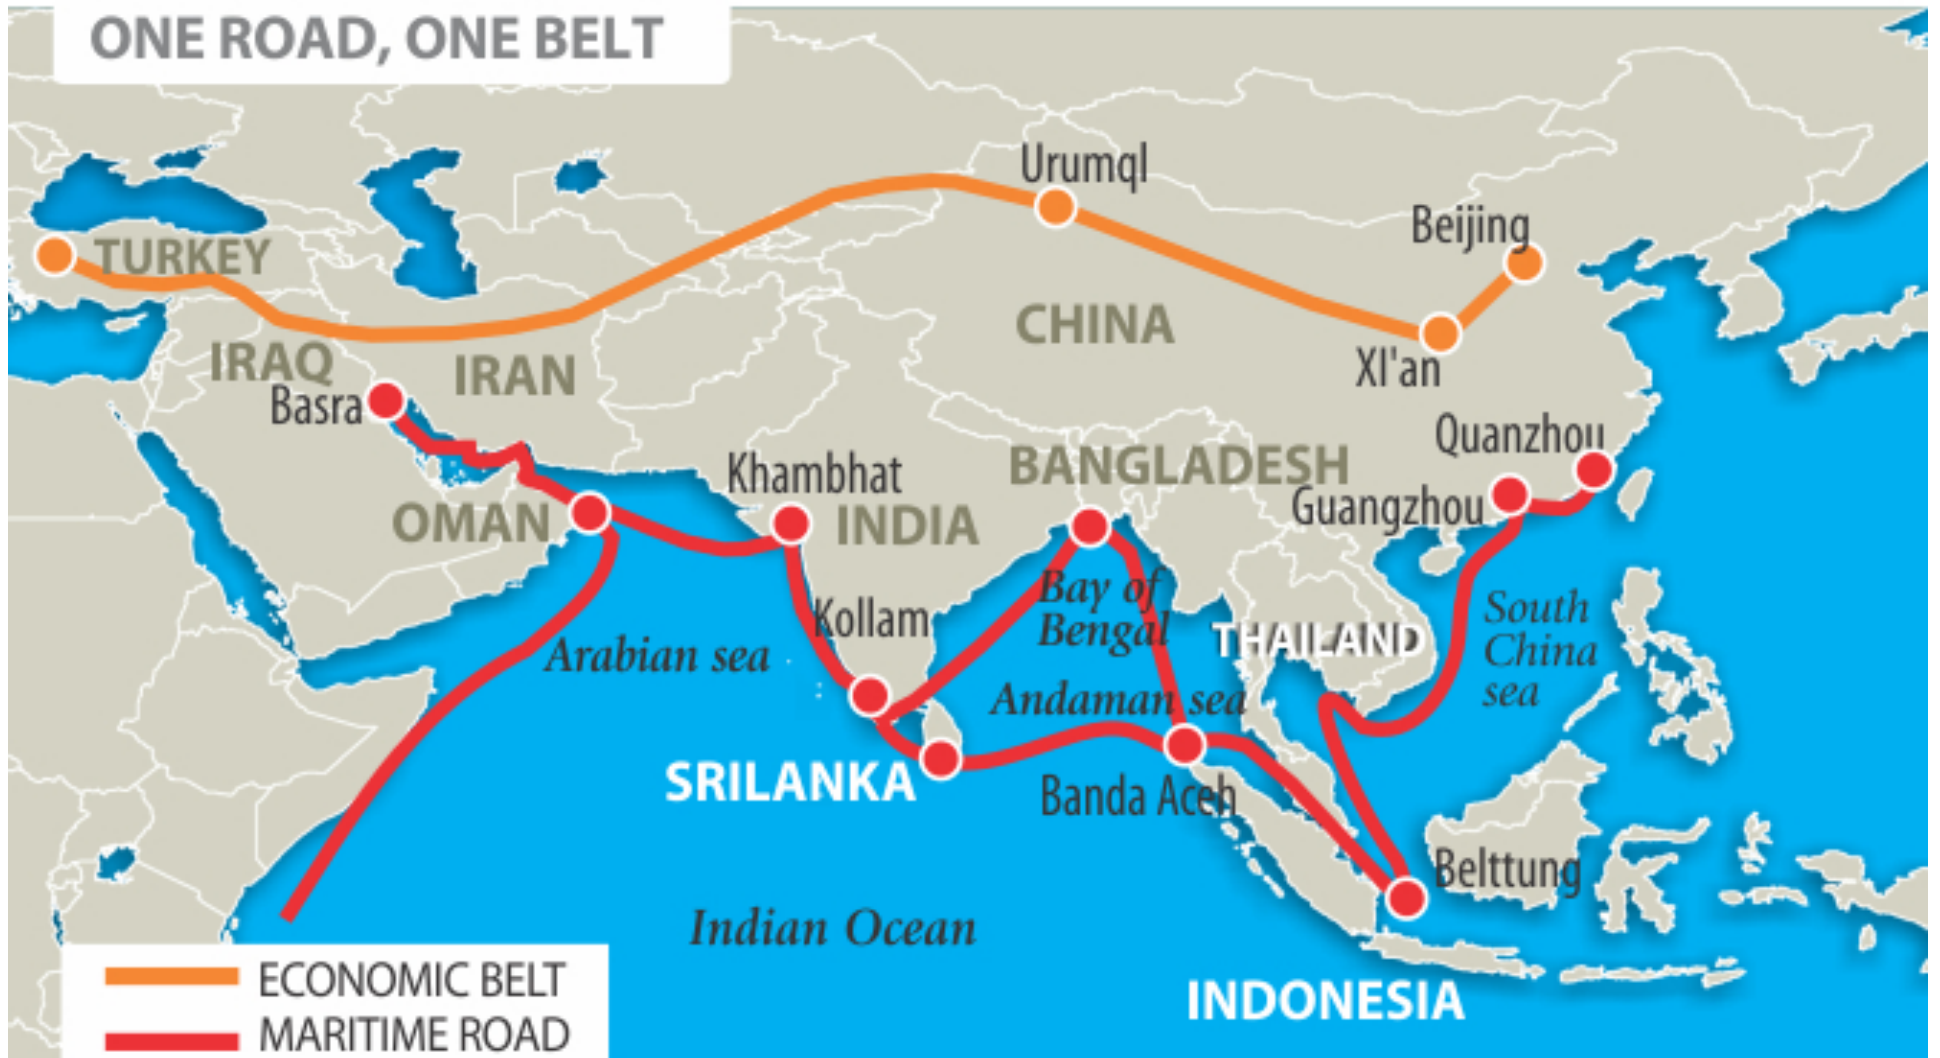 ONE ROAD, ONE BELT
Urumql
Beijing
TURKEY
CHINA
IRAQ
IRAN
XI'an
Basra
Quanzhou
Khambhat
BANGLADESH
Guangzhou
OMAN
INDIA
Bay of
Bengal
Kollam
South
China
sea
THAILAND
Arabian sea
Andaman sea
SRILANKA
Banda Aceh
Belttung
Indian Ocean
ECONOMIC BELT
INDONESIA
MARITIME ROAD